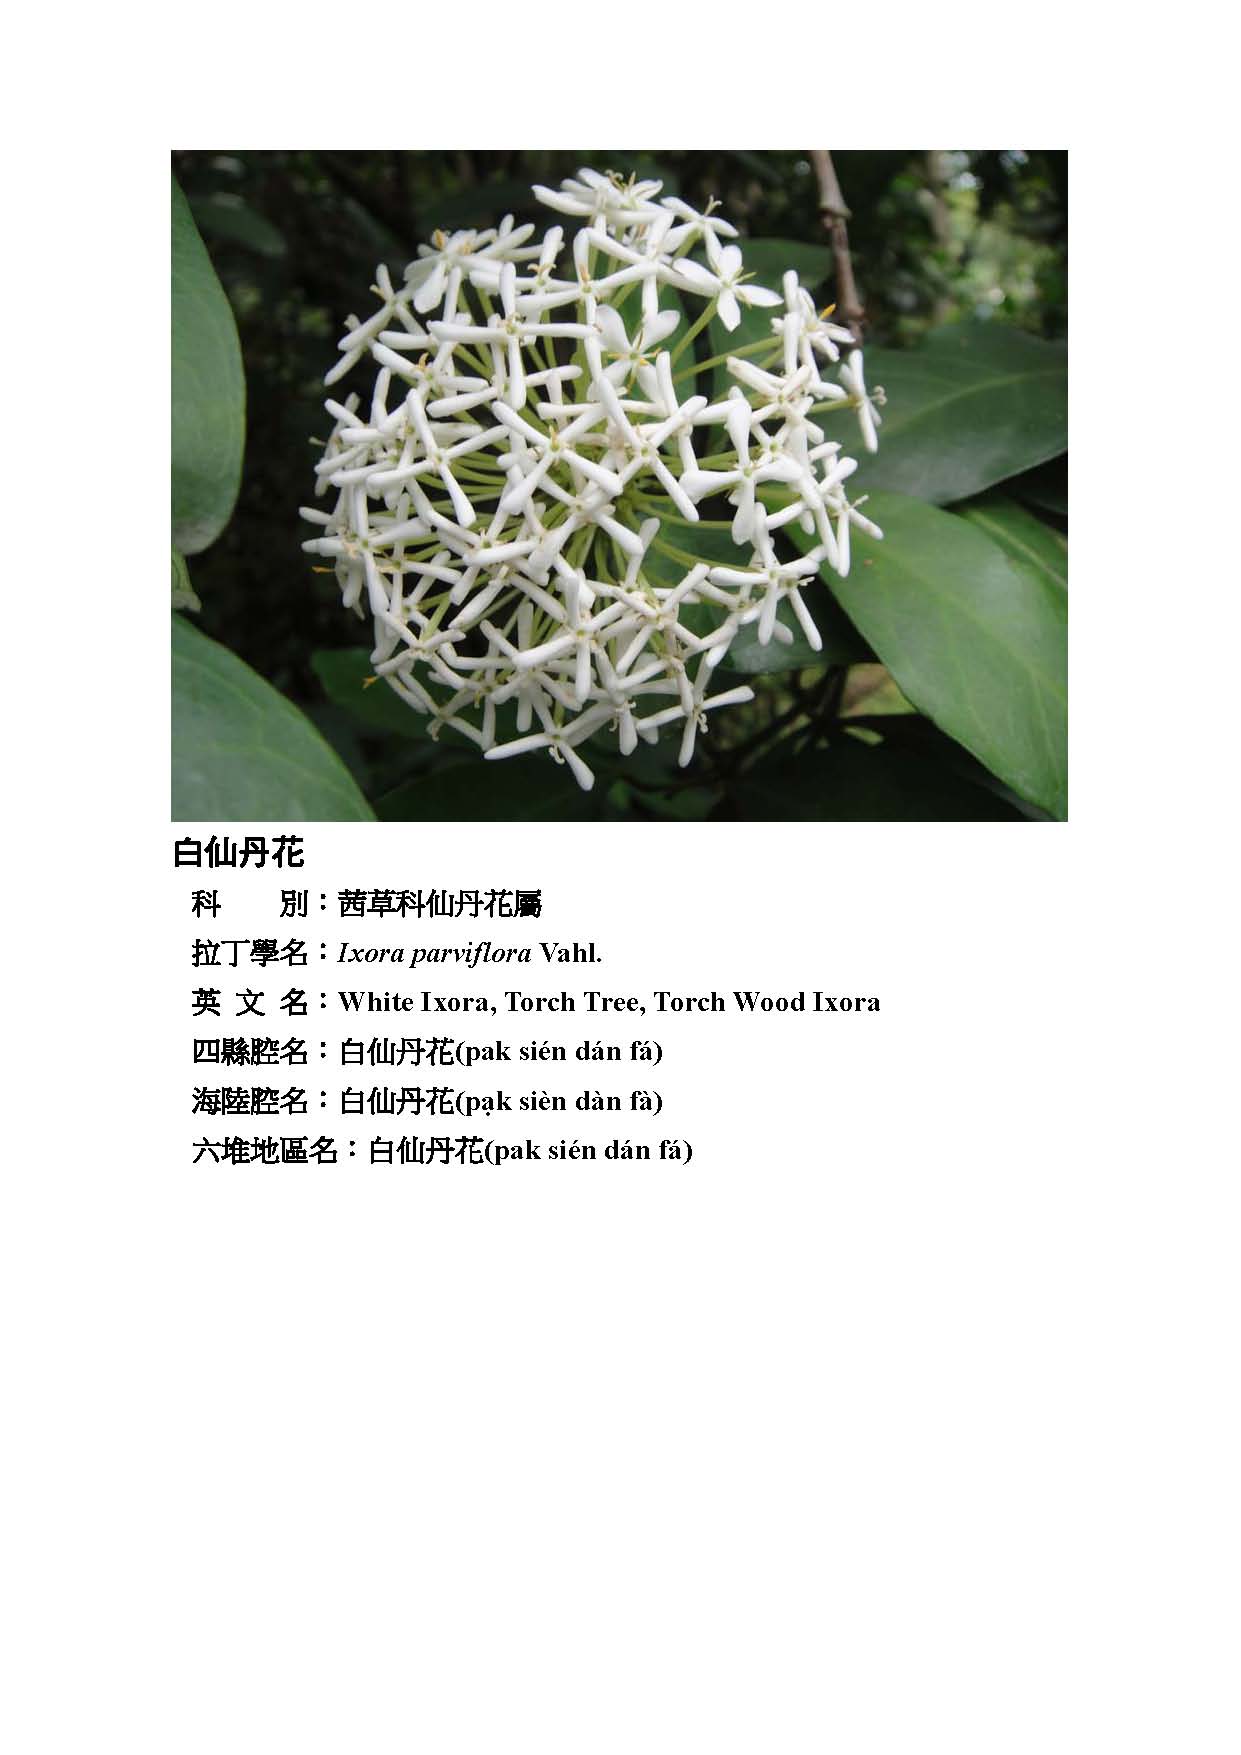 白仙丹花
科　　別：茜草科仙丹花屬
拉丁學名：Ixora parviflora Vahl.
英 文 名：White Ixora, Torch Tree, Torch Wood Ixora
四縣腔名：白仙丹花(pak sién dán fá)
海陸腔名：白仙丹花(pa̠k sièn dàn fà)
六堆地區名：白仙丹花(pak sién dán fá)